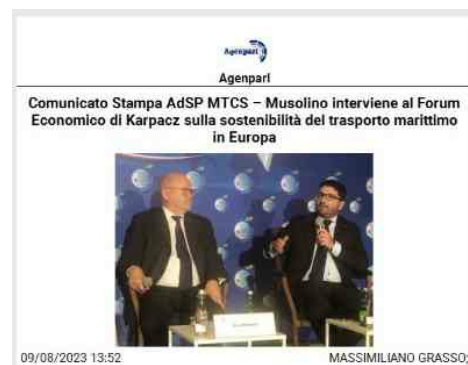 Agenparl
Agenparl
Comunicato Stampa AdSP MTCS – Musolino interviene al Forum
Economico di Karpacz sulla sostenibilità del trasporto marittimo
in Europa
09/08/2023 13:52
MASSIMILIANO GRASSO;